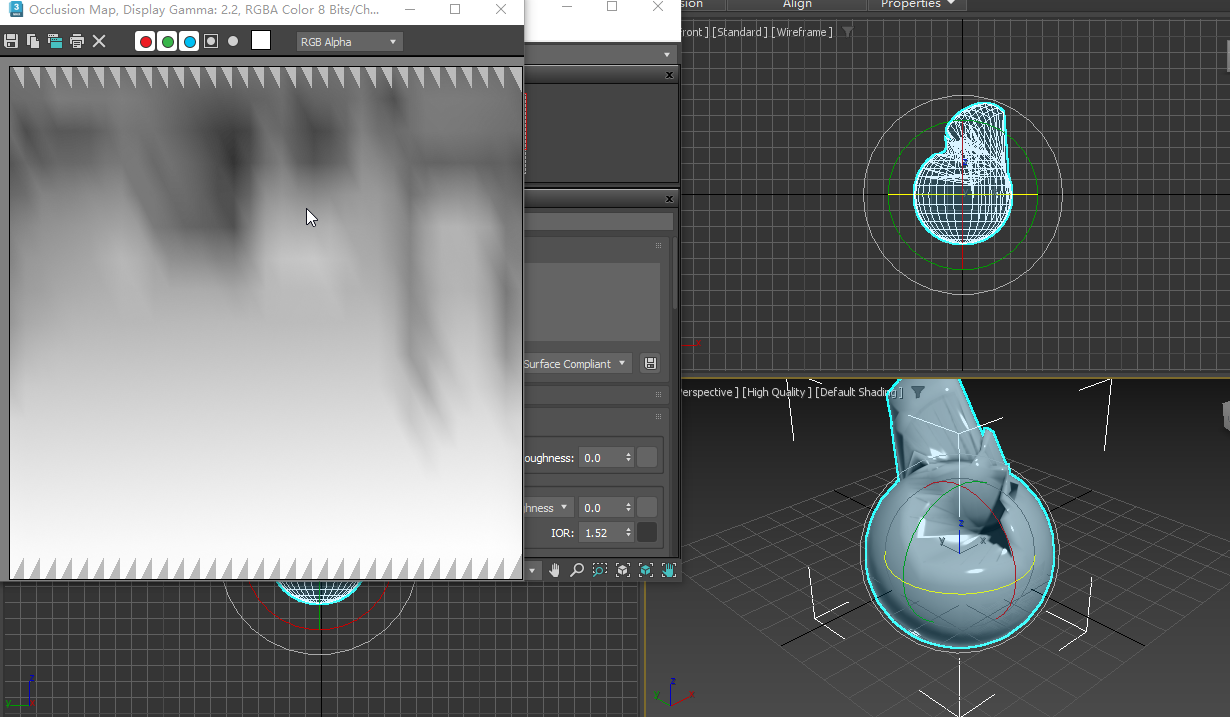 Occlusion Map, Display Gamma: 2.2, RGBA Color 8 Bits/Ch...
sion Align Properties
RGB Alpha
ront ] [Standard ] [Wireframe ]
Surface Compliant
erspective ] [High Quality ] [Default Shading ]
oughness: 0.0
hness 0.0
IOR: 1.52
z
y x
z
y
z
y x